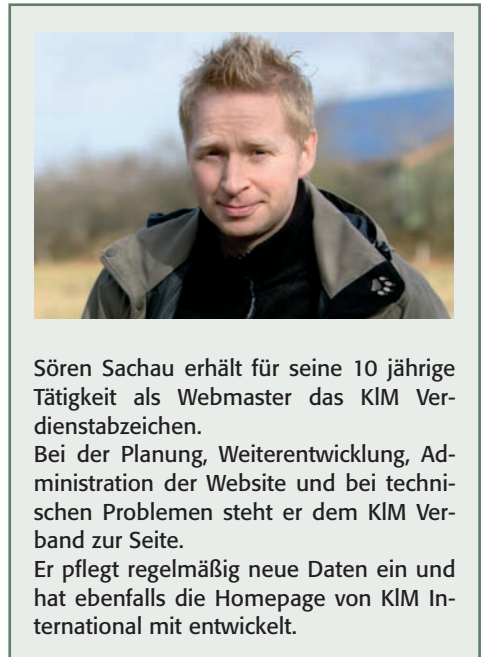 Sören Sachau erhält für seine 10 jährige
Tätigkeit als Webmaster das KlM Ver-
dienstabzeichen.
Bei der Planung, Weiterentwicklung, Ad-
ministration der Website und bei techni-
schen Problemen steht er dem KlM Ver-
band zur Seite.
Er pflegt regelmäßig neue Daten ein und
hat ebenfalls die Homepage von KlM In-
ternational mit entwickelt.